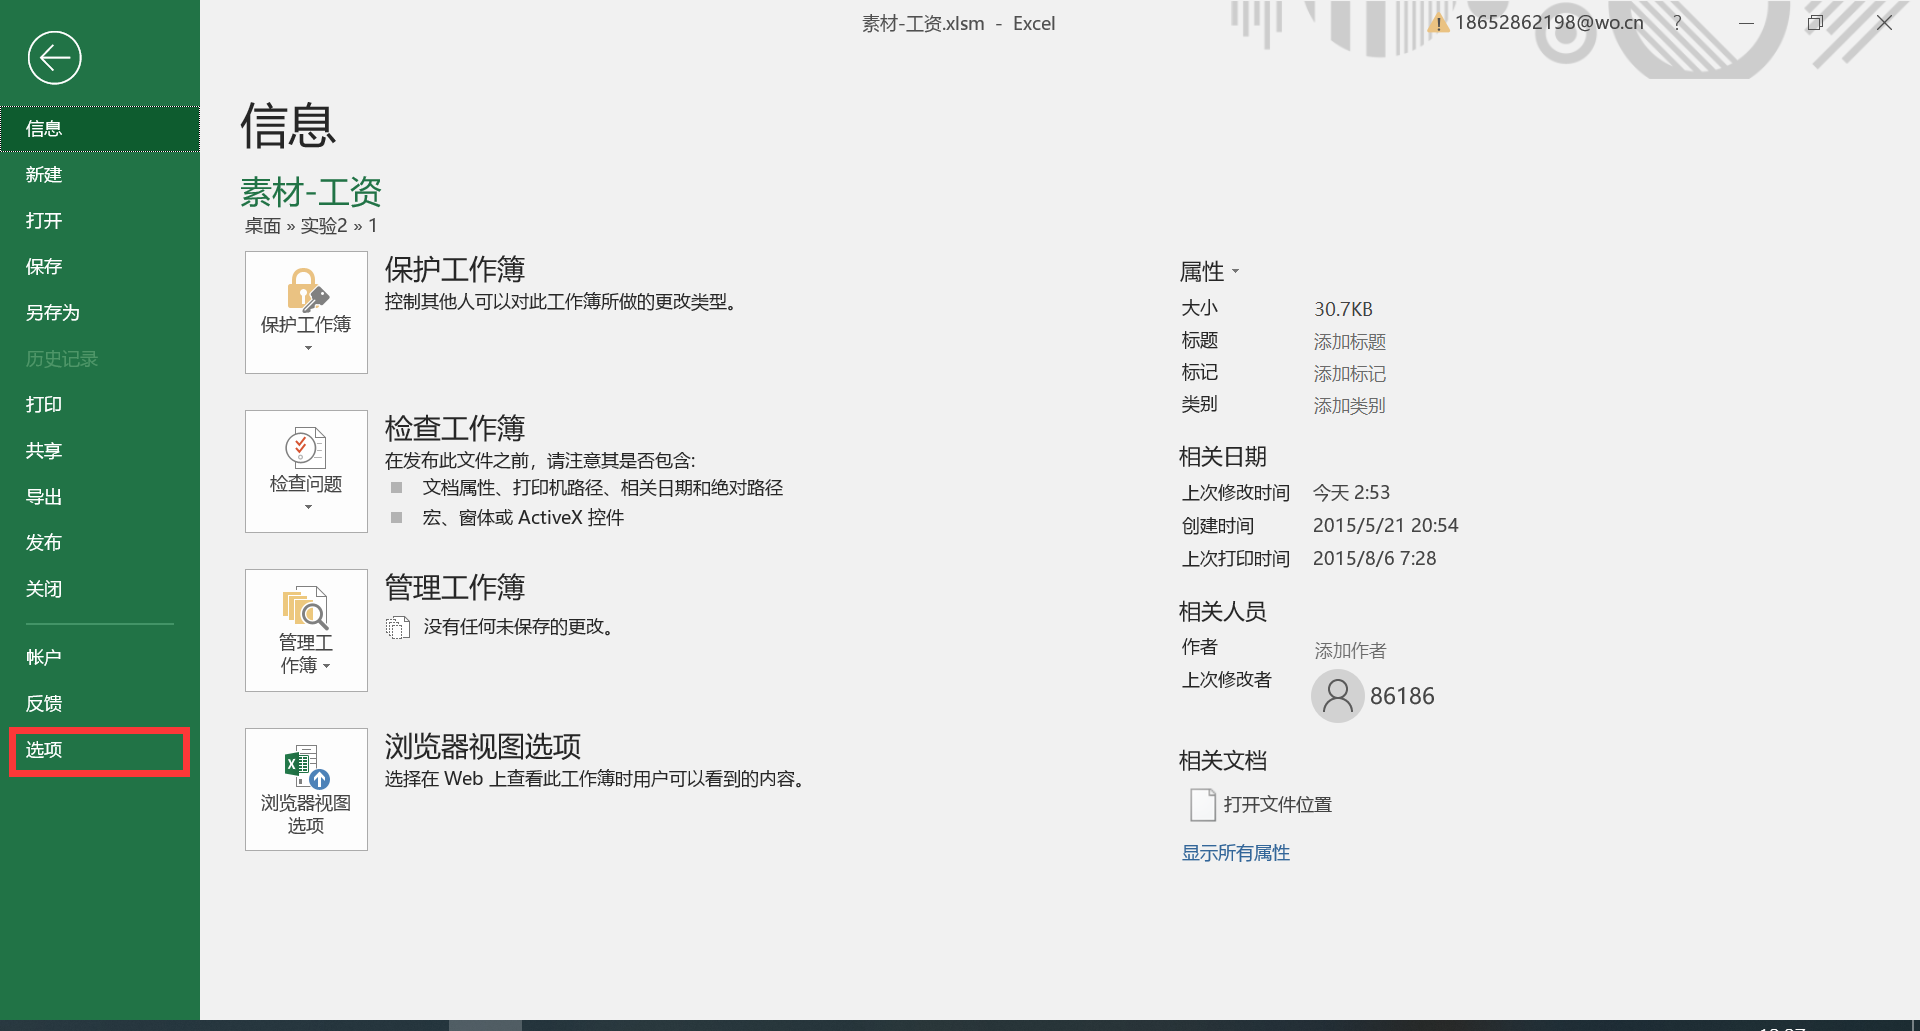 素材-工资.xlsm - Excel
18652862198@wo.cn
?
信息
新建
打开
保存
另存为
历史记录
打印
共享
导出
发布
关闭
帐户
反馈
选项
信息
素材-工资
桌面 » 实验2 » 1
保护工作簿
保护工作簿
控制其他人可以对此工作簿所做的更改类型。
检查问题
检查工作簿
在发布此文件之前，请注意其是否包含:
文档属性、打印机路径、相关日期和绝对路径
宏、窗体或 ActiveX 控件
管理工
作簿
管理工作簿
没有任何未保存的更改。
浏览器视图
选项
浏览器视图选项
选择在 Web 上查看此工作簿时用户可以看到的内容。
属性
大小 30.7KB
标题 添加标题
标记 添加标记
类别 添加类别
相关日期
上次修改时间 今天 2:53
创建时间 2015/5/21 20:54
上次打印时间 2015/8/6 7:28
相关人员
作者 添加作者
上次修改者 86186
相关文档
打开文件位置
显示所有属性